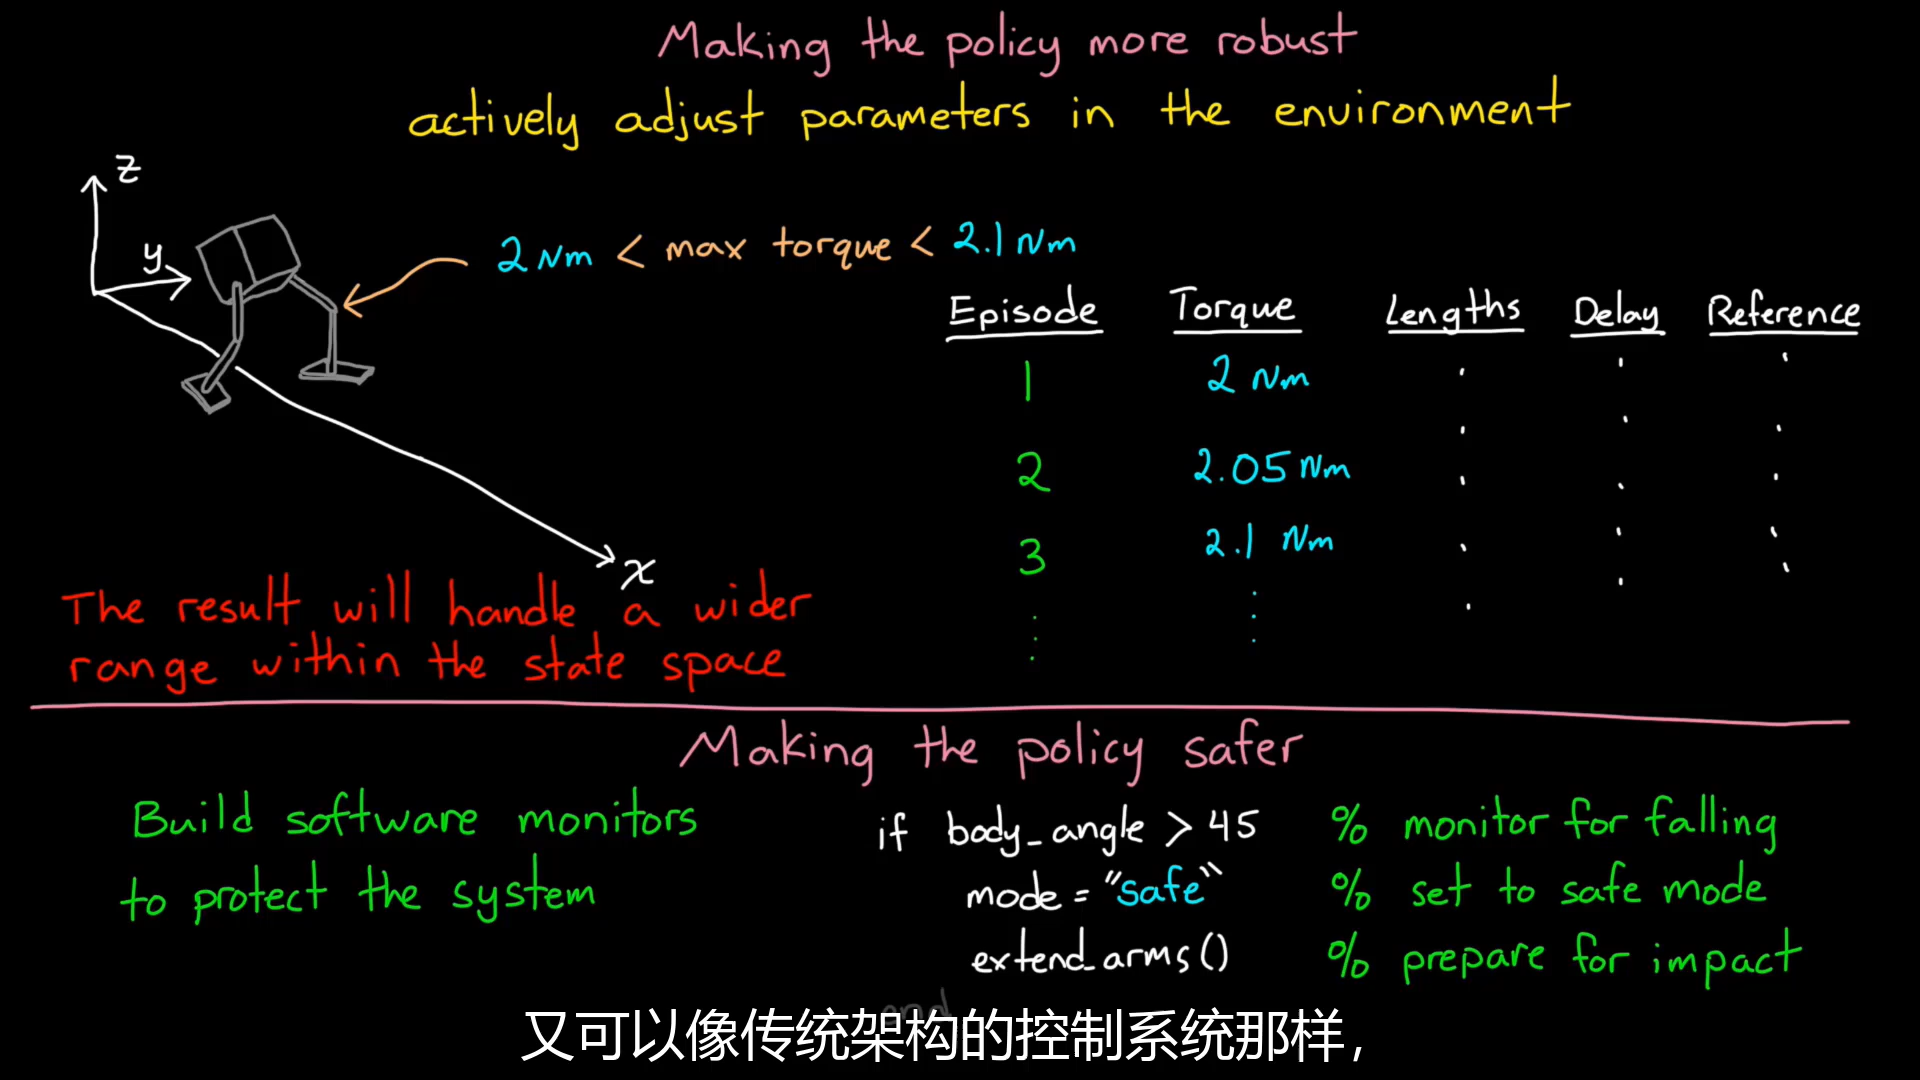 Making the policy more robust
actively adjust parameters in the environment
z
y
x
2 Nm < max torque < 2.1 Nm
Episode Torque Lengths Delay Reference
1 2 Nm
2 2.05 Nm
3 2.1 Nm
The result will handle a wider
range within the state space
Making the policy safer
Build software monitors
to protect the system
if body_angle > 45 % monitor for falling
mode = "safe" % set to safe mode
extend_arms() % prepare for impact
end
又可以像传统架构的控制系统那样，